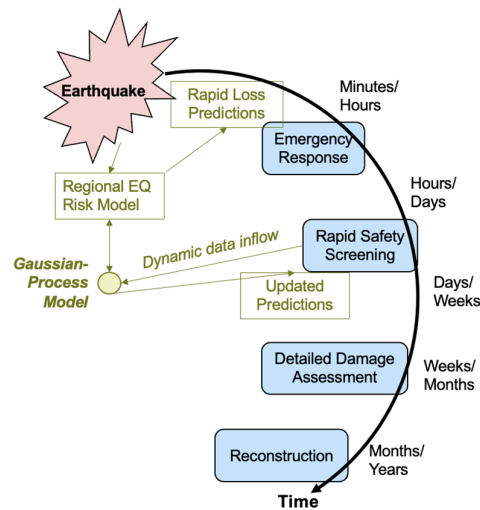 Earthquake
Rapid Loss
Predictions
Minutes/
Hours
Emergency
Response
Regional EQ
Risk Model
Hours/
Days
Dynamic data inflow
Rapid Safety
Screening
Gaussian-
Process
Model
Updated
Predictions
Days/
Weeks
Detailed Damage
Assessment
Weeks/
Months
Reconstruction
Months/
Years
Time